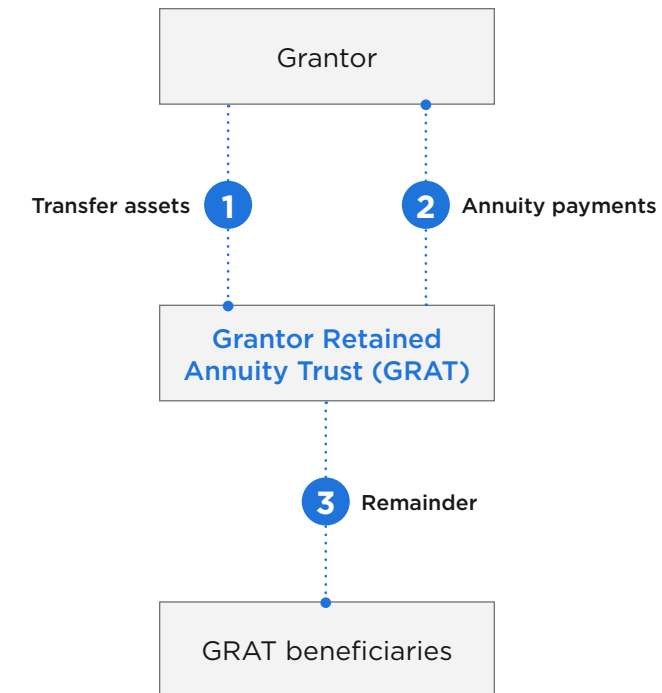 Grantor
Transfer assets
1
2
Annuity payments
Grantor Retained
Annuity Trust (GRAT)
3
Remainder
GRAT beneficiaries